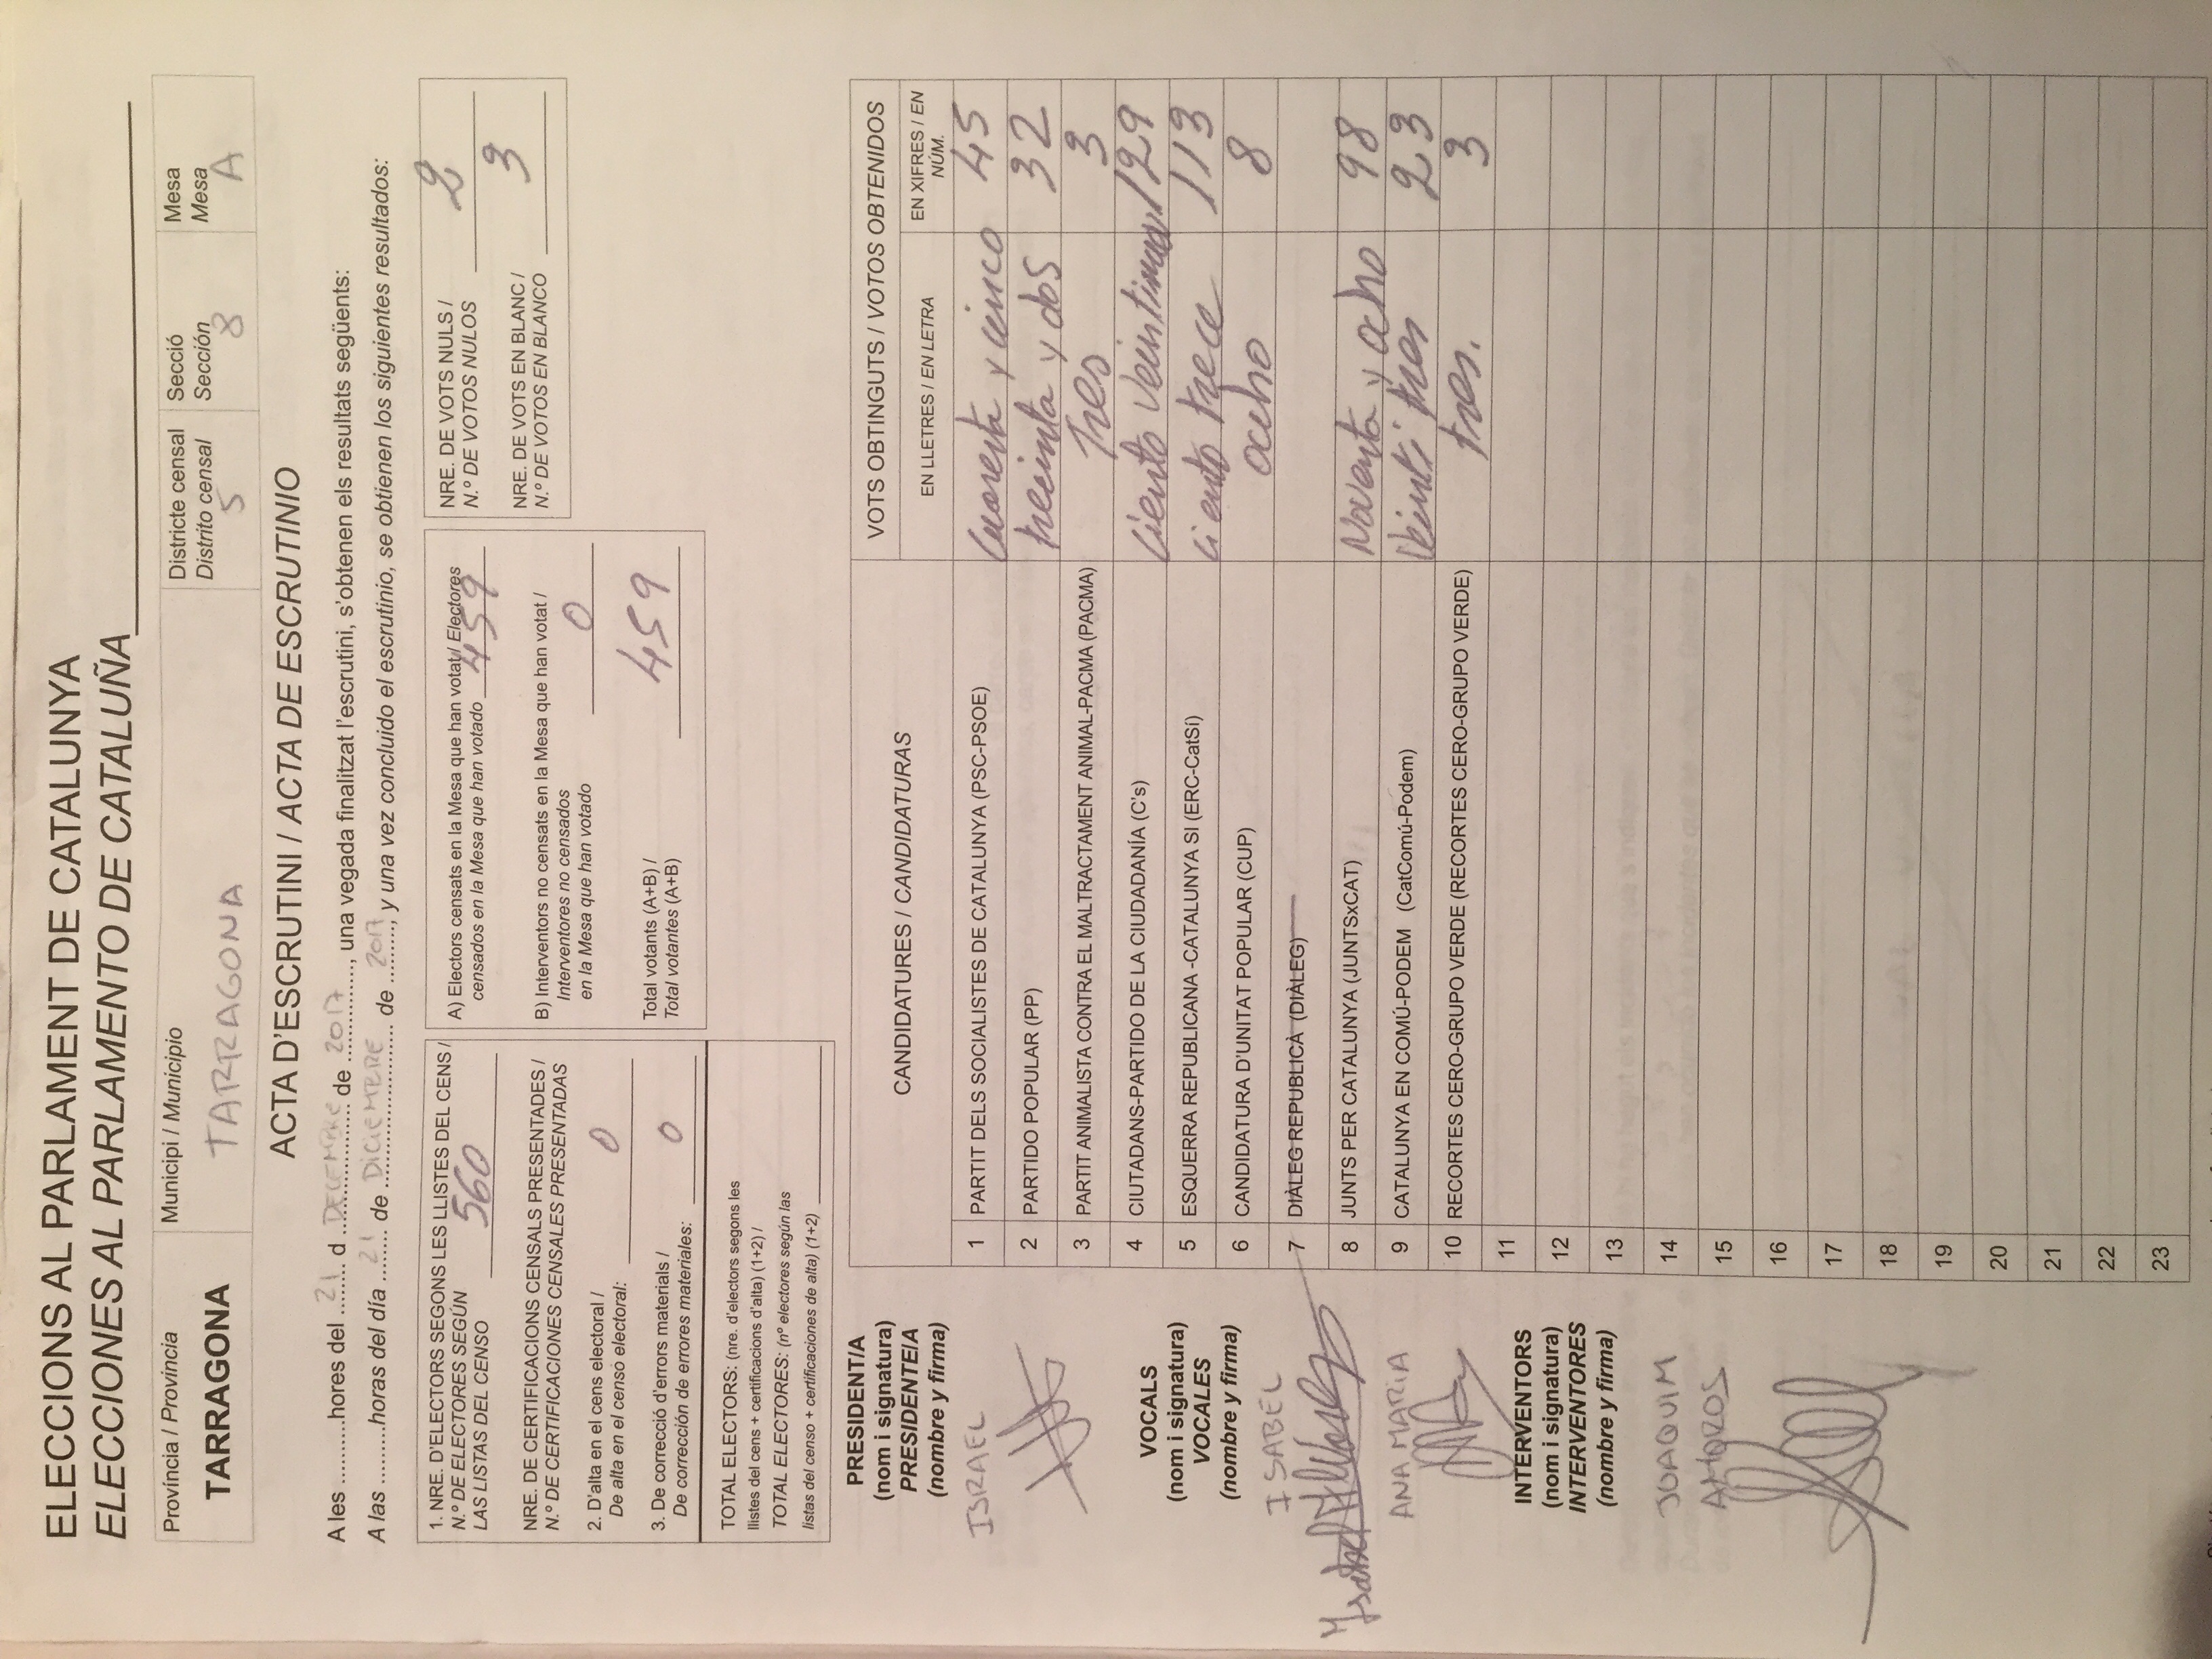 ELECCIONS AL PARLAMENT DE CATALUNYA
ELECCIONES AL PARLAMENTO DE CATALUÑA
Província / Provincia
TARRAGONA
Municipi / Municipio
TARRAGONA
Districte censal
Distrito censal
5
Secció
Sección
8
Mesa
Mesa
A
ACTA D'ESCRUTINI / ACTA DE ESCRUTINIO
A les .........hores del 21 d DECEMBRE de 2017, una vegada finalitzat l'escrutini, s'obtenen els resultats següents:
A las .........horas del día 21 de DICIEMBRE de 2017, y una vez concluido el escrutinio, se obtienen los siguientes resultados:
1. NRE. D'ELECTORS SEGONS LES LLISTES DEL CENS /
N.º DE ELECTORES SEGÚN
LAS LISTAS DEL CENSO 560
NRE. DE CERTIFICACIONS CENSALS PRESENTADES /
N.º DE CERTIFICACIONES CENSALES PRESENTADAS
2. D'alta en el cens electoral /
De alta en el censo electoral: 0
3. De correcció d'errors materials /
De corrección de errores materiales: 0
TOTAL ELECTORS: (nre. d'electors segons les
llistes del cens + certificacions d'alta) (1+2) /
TOTAL ELECTORES: (nº electores según las
listas del censo + certificaciones de alta) (1+2)
A) Electors censats en la Mesa que han votat / Electores
censados en la Mesa que han votado 459
B) Interventors no censats en la Mesa que han votat /
Interventores no censados
en la Mesa que han votado 0
Total votants (A+B) /
Total votantes (A+B) 459
NRE. DE VOTS NULS /
N.º DE VOTOS NULOS 2
NRE. DE VOTS EN BLANC /
N.º DE VOTOS EN BLANCO 3
PRESIDENT/A
(nom i signatura)
PRESIDENTE/A
(nombre y firma)
ISRAEL
VOCALS
(nom i signatura)
VOCALES
(nombre y firma)
ISABEL
Isabel Alvarez
ANA MARIA
INTERVENTORS
(nom i signatura)
INTERVENTORES
(nombre y firma)
JOAQUIM
AMOROS
CANDIDATURES / CANDIDATURAS
VOTS OBTINGUTS / VOTOS OBTENIDOS
EN LLETRES / EN LETRA
EN XIFRES / EN
NÚM.
1 PARTIT DELS SOCIALISTES DE CATALUNYA (PSC-PSOE) Cuarenta y cinco 45
2 PARTIDO POPULAR (PP) treinta y dos 32
3 PARTIT ANIMALISTA CONTRA EL MALTRACTAMENT ANIMAL-PACMA (PACMA) Tres 3
4 CIUTADANS-PARTIDO DE LA CIUDADANÍA (C's) Ciento Veintinueve 129
5 ESQUERRA REPUBLICANA -CATALUNYA SI (ERC-CatSí) ciento trece 113
6 CANDIDATURA D'UNITAT POPULAR (CUP) ocho 8
7 DIÀLEG REPUBLICÀ (DIÀLEG)
8 JUNTS PER CATALUNYA (JUNTSxCAT) Noventa y ocho 98
9 CATALUNYA EN COMÚ-PODEM (CatComú-Podem) Veinti tres 23
10 RECORTES CERO-GRUPO VERDE (RECORTES CERO-GRUPO VERDE) tres. 3
11
12
13
14
15
16
17
18
19
20
21
22
23